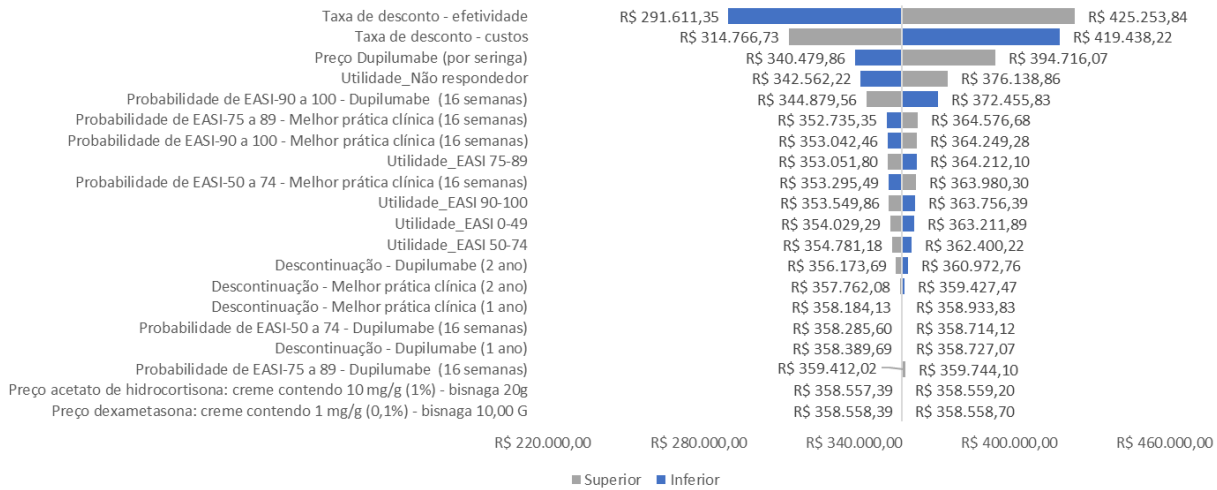 Taxa de desconto - efetividade R$ 291.611,35 R$ 425.253,84
Taxa de desconto - custos R$ 314.766,73 R$ 419.438,22
Preço Dupilumabe (por seringa) R$ 340.479,86 R$ 394.716,07
Utilidade_Não respondedor R$ 342.562,22 R$ 376.138,86
Probabilidade de EASI-90 a 100 - Dupilumabe (16 semanas) R$ 344.879,56 R$ 372.455,83
Probabilidade de EASI-75 a 89 - Melhor prática clínica (16 semanas) R$ 352.735,35 R$ 364.576,68
Probabilidade de EASI-90 a 100 - Melhor prática clínica (16 semanas) R$ 353.042,46 R$ 364.249,28
Utilidade_EASI 75-89 R$ 353.051,80 R$ 364.212,10
Probabilidade de EASI-50 a 74 - Melhor prática clínica (16 semanas) R$ 353.295,49 R$ 363.980,30
Utilidade_EASI 90-100 R$ 353.549,86 R$ 363.756,39
Utilidade_EASI 0-49 R$ 354.029,29 R$ 363.211,89
Utilidade_EASI 50-74 R$ 354.781,18 R$ 362.400,22
Descontinuação - Dupilumabe (2 ano) R$ 356.173,69 R$ 360.972,76
Descontinuação - Melhor prática clínica (2 ano) R$ 357.762,08 R$ 359.427,47
Descontinuação - Melhor prática clínica (1 ano) R$ 358.184,13 R$ 358.933,83
Probabilidade de EASI-50 a 74 - Dupilumabe (16 semanas) R$ 358.285,60 R$ 358.714,12
Descontinuação - Dupilumabe (1 ano) R$ 358.389,69 R$ 358.727,07
Probabilidade de EASI-75 a 89 - Dupilumabe (16 semanas) R$ 359.412,02 R$ 359.744,10
Preço acetato de hidrocortisona: creme contendo 10 mg/g (1%) - bisnaga 20g R$ 358.557,39 R$ 358.559,20
Preço dexametasona: creme contendo 1 mg/g (0,1%) - bisnaga 10,00 G R$ 358.558,39 R$ 358.558,70
R$ 220.000,00 R$ 280.000,00 R$ 340.000,00 R$ 400.000,00 R$ 460.000,00
Superior Inferior